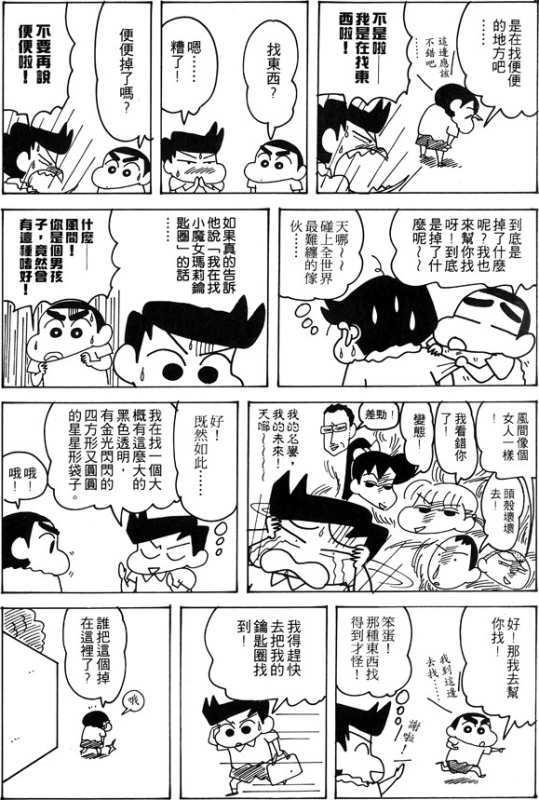 是在找便便
的地方吧
……
這邊應該
不錯吧
不是啦——
我是在找東
西啦！
找東西？
嗯……
糟了！
便便掉了嗎？
不要再說
便便啦！
到底是
掉了什麼
呢？我也
來幫你找
呀！到底
是掉了什
麼呢？
天哪～～
碰上全世界
最難纏的傢
伙……
如果真的告訴
他說「我在找
小魔女瑪莉鑰
匙圈」的話
什麼——
風間！
你是個男孩
子，竟然會
有這種嗜好！
風間像個
女人一樣
！
頭殼壞壞
去！
我看錯你
了！
變態！
差勁！
我的名譽，
我的未來！
天哪～～～～
好！
既然如此……
我在找一個大
概有這麼大的
黑色透明，
有金光閃閃的
四方形又圓圓
的星星形袋子。
哦！
哦！
好！那我去幫
你找！
我到這邊
去找……
謝啦！
笨蛋！
那種東西找
得到才怪！
我得趕快
去把我的
鑰匙圈找
到！
哦
誰把這個掉
在這裡了？